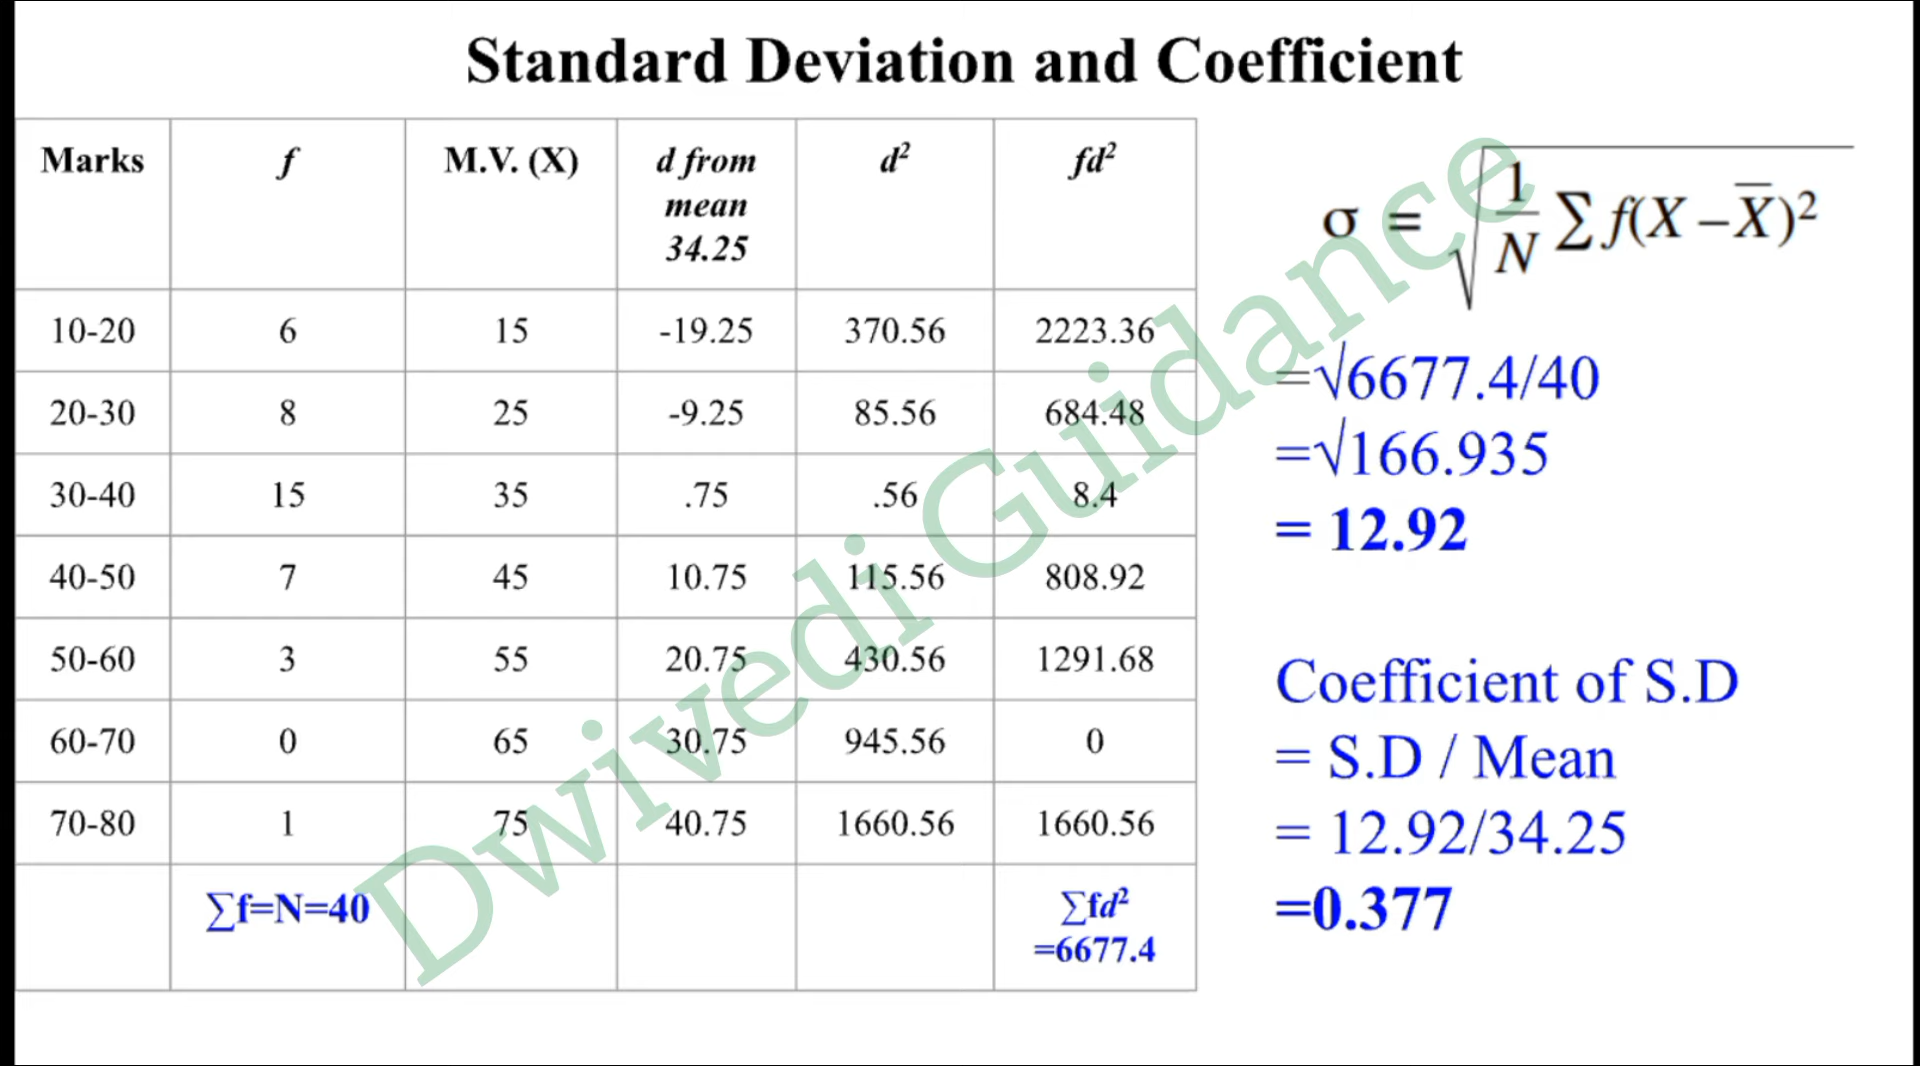 Standard Deviation and Coefficient
Marks f M.V. (X) d from mean 34.25 d² fd²
10-20 6 15 -19.25 370.56 2223.36
20-30 8 25 -9.25 85.56 684.48
30-40 15 35 .75 .56 8.4
40-50 7 45 10.75 115.56 808.92
50-60 3 55 20.75 430.56 1291.68
60-70 0 65 30.75 945.56 0
70-80 1 75 40.75 1660.56 1660.56
∑f=N=40 ∑fd² =6677.4
σ = √ 1/N ∑ f(X – X̅)²
=√6677.4/40
=√166.935
= 12.92
Coefficient of S.D
= S.D / Mean
= 12.92/34.25
=0.377
Dwivedi Guidance